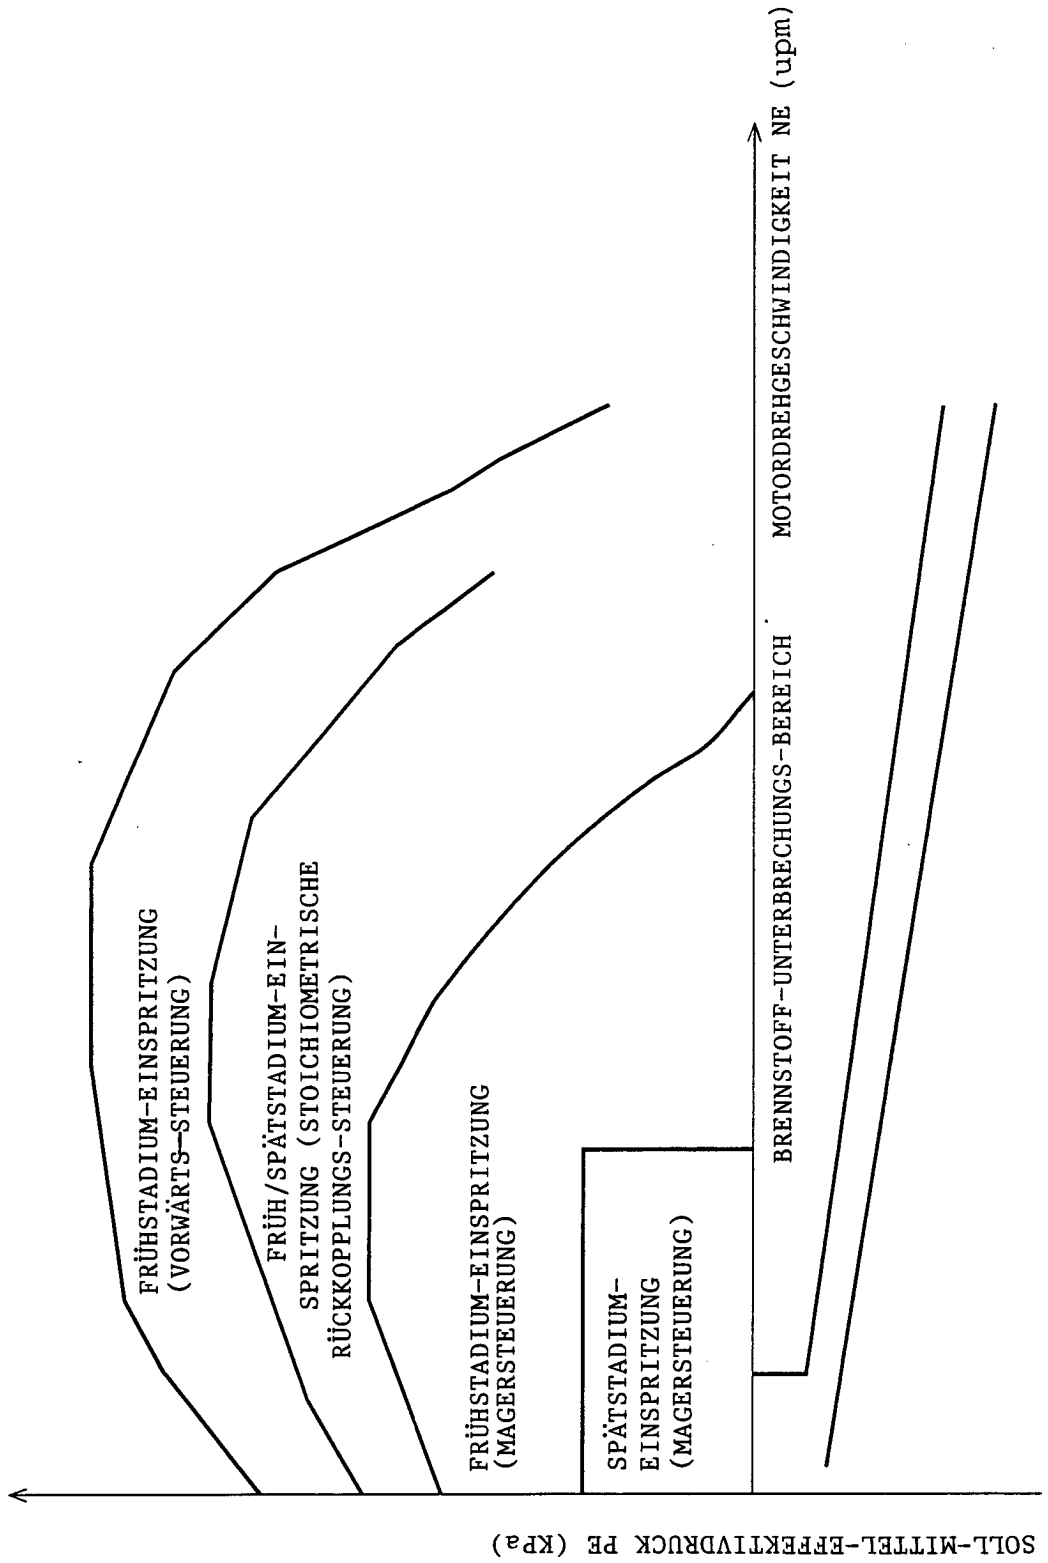 FRÜHSTADIUM-EINSPRITZUNG
(VORWÄRTS-STEUERUNG)
FRÜH/SPÄTSTADIUM-EIN-
SPRITZUNG (STOICHIOMETRISCHE
RÜCKKOPPLUNGS-STEUERUNG)
FRÜHSTADIUM-EINSPRITZUNG
(MAGERSTEUERUNG)
SPÄTSTADIUM-
EINSPRITZUNG
(MAGERSTEUERUNG)
BRENNSTOFF-UNTERBRECHUNGS-BEREICH
MOTORDREHGESCHWINDIGKEIT NE (upm)
SOLL-MITTEL-EFFEKTIVDRUCK PE (KPa)